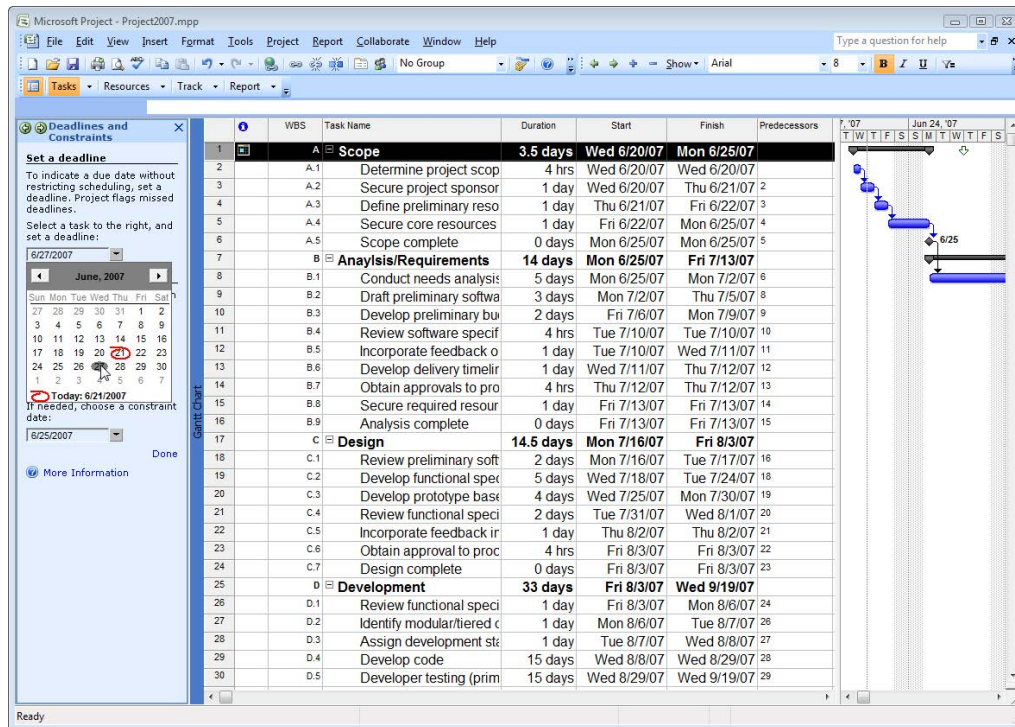 Microsoft Project - Project2007.mpp
File Edit View Insert Format Tools Project Report Collaborate Window Help
Type a question for help
No Group Show Arial 8 B I U
Tasks Resources Track Report
Deadlines and Constraints
Set a deadline
To indicate a due date without
restricting scheduling, set a
deadline. Project flags missed
deadlines.
Select a task to the right, and
set a deadline:
6/27/2007
June, 2007
Sun Mon Tue Wed Thu Fri Sat
27 28 29 30 31 1 2
3 4 5 6 7 8 9
10 11 12 13 14 15 16
17 18 19 20 21 22 23
24 25 26 27 28 29 30
1 2 3 4 5 6 7
Today: 6/21/2007
If needed, choose a constraint
date:
6/25/2007
Done
More Information
Gantt Chart
WBS Task Name Duration Start Finish Predecessors
1 A Scope 3.5 days Wed 6/20/07 Mon 6/25/07
2 A.1 Determine project scop 4 hrs Wed 6/20/07 Wed 6/20/07
3 A.2 Secure project sponsor 1 day Wed 6/20/07 Thu 6/21/07 2
4 A.3 Define preliminary reso 1 day Thu 6/21/07 Fri 6/22/07 3
5 A.4 Secure core resources 1 day Fri 6/22/07 Mon 6/25/07 4
6 A.5 Scope complete 0 days Mon 6/25/07 Mon 6/25/07 5
7 B Anaylsis/Requirements 14 days Mon 6/25/07 Fri 7/13/07
8 B.1 Conduct needs analysis 5 days Mon 6/25/07 Mon 7/2/07 6
9 B.2 Draft preliminary softwa 3 days Mon 7/2/07 Thu 7/5/07 8
10 B.3 Develop preliminary bu 2 days Fri 7/6/07 Mon 7/9/07 9
11 B.4 Review software specif 4 hrs Tue 7/10/07 Tue 7/10/07 10
12 B.5 Incorporate feedback o 1 day Tue 7/10/07 Wed 7/11/07 11
13 B.6 Develop delivery timelin 1 day Wed 7/11/07 Thu 7/12/07 12
14 B.7 Obtain approvals to pro 4 hrs Thu 7/12/07 Thu 7/12/07 13
15 B.8 Secure required resour 1 day Fri 7/13/07 Fri 7/13/07 14
16 B.9 Analysis complete 0 days Fri 7/13/07 Fri 7/13/07 15
17 C Design 14.5 days Mon 7/16/07 Fri 8/3/07
18 C.1 Review preliminary soft 2 days Mon 7/16/07 Tue 7/17/07 16
19 C.2 Develop functional spec 5 days Wed 7/18/07 Tue 7/24/07 18
20 C.3 Develop prototype base 4 days Wed 7/25/07 Mon 7/30/07 19
21 C.4 Review functional speci 2 days Tue 7/31/07 Wed 8/1/07 20
22 C.5 Incorporate feedback ir 1 day Thu 8/2/07 Thu 8/2/07 21
23 C.6 Obtain approval to proc 4 hrs Fri 8/3/07 Fri 8/3/07 22
24 C.7 Design complete 0 days Fri 8/3/07 Fri 8/3/07 23
25 D Development 33 days Fri 8/3/07 Wed 9/19/07
26 D.1 Review functional speci 1 day Fri 8/3/07 Mon 8/6/07 24
27 D.2 Identify modular/tiered 1 day Mon 8/6/07 Tue 8/7/07 26
28 D.3 Assign development sta 1 day Tue 8/7/07 Wed 8/8/07 27
29 D.4 Develop code 15 days Wed 8/8/07 Wed 8/29/07 28
30 D.5 Developer testing (prim 15 days Wed 8/29/07 Wed 9/19/07 29
7, '07 Jun 24, '07
T W T F S S M T W T F S
6/25
Ready